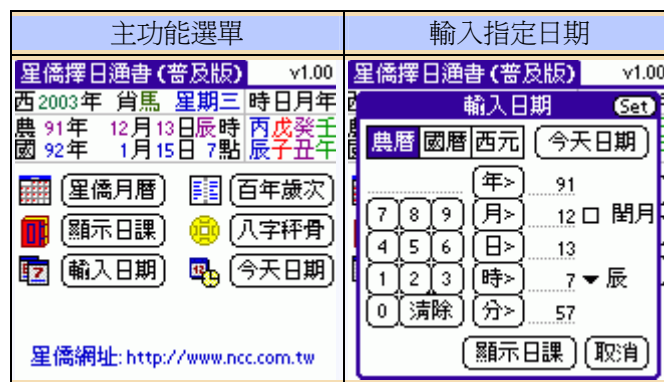 主功能選單
輸入指定日期
星僑擇日通書(普及版) v1.00
西2003年 肖馬 星期三 時日月年
農 91年 12月13日辰時 丙戊癸壬
國 92年 1月15日 7點 辰子丑午
星僑月曆 百年歲次
顯示日課 八字秤骨
輸入日期 今天日期
星僑網址: http://www.ncc.com.tw
星僑擇日通書(普及版) v1.00
輸入日期 Set
農曆 國曆 西元 今天日期
年> 91
7 8 9 月> 12 閏月
4 5 6 日> 13
1 2 3 時> 7 辰
0 清除 分> 57
顯示日課 取消